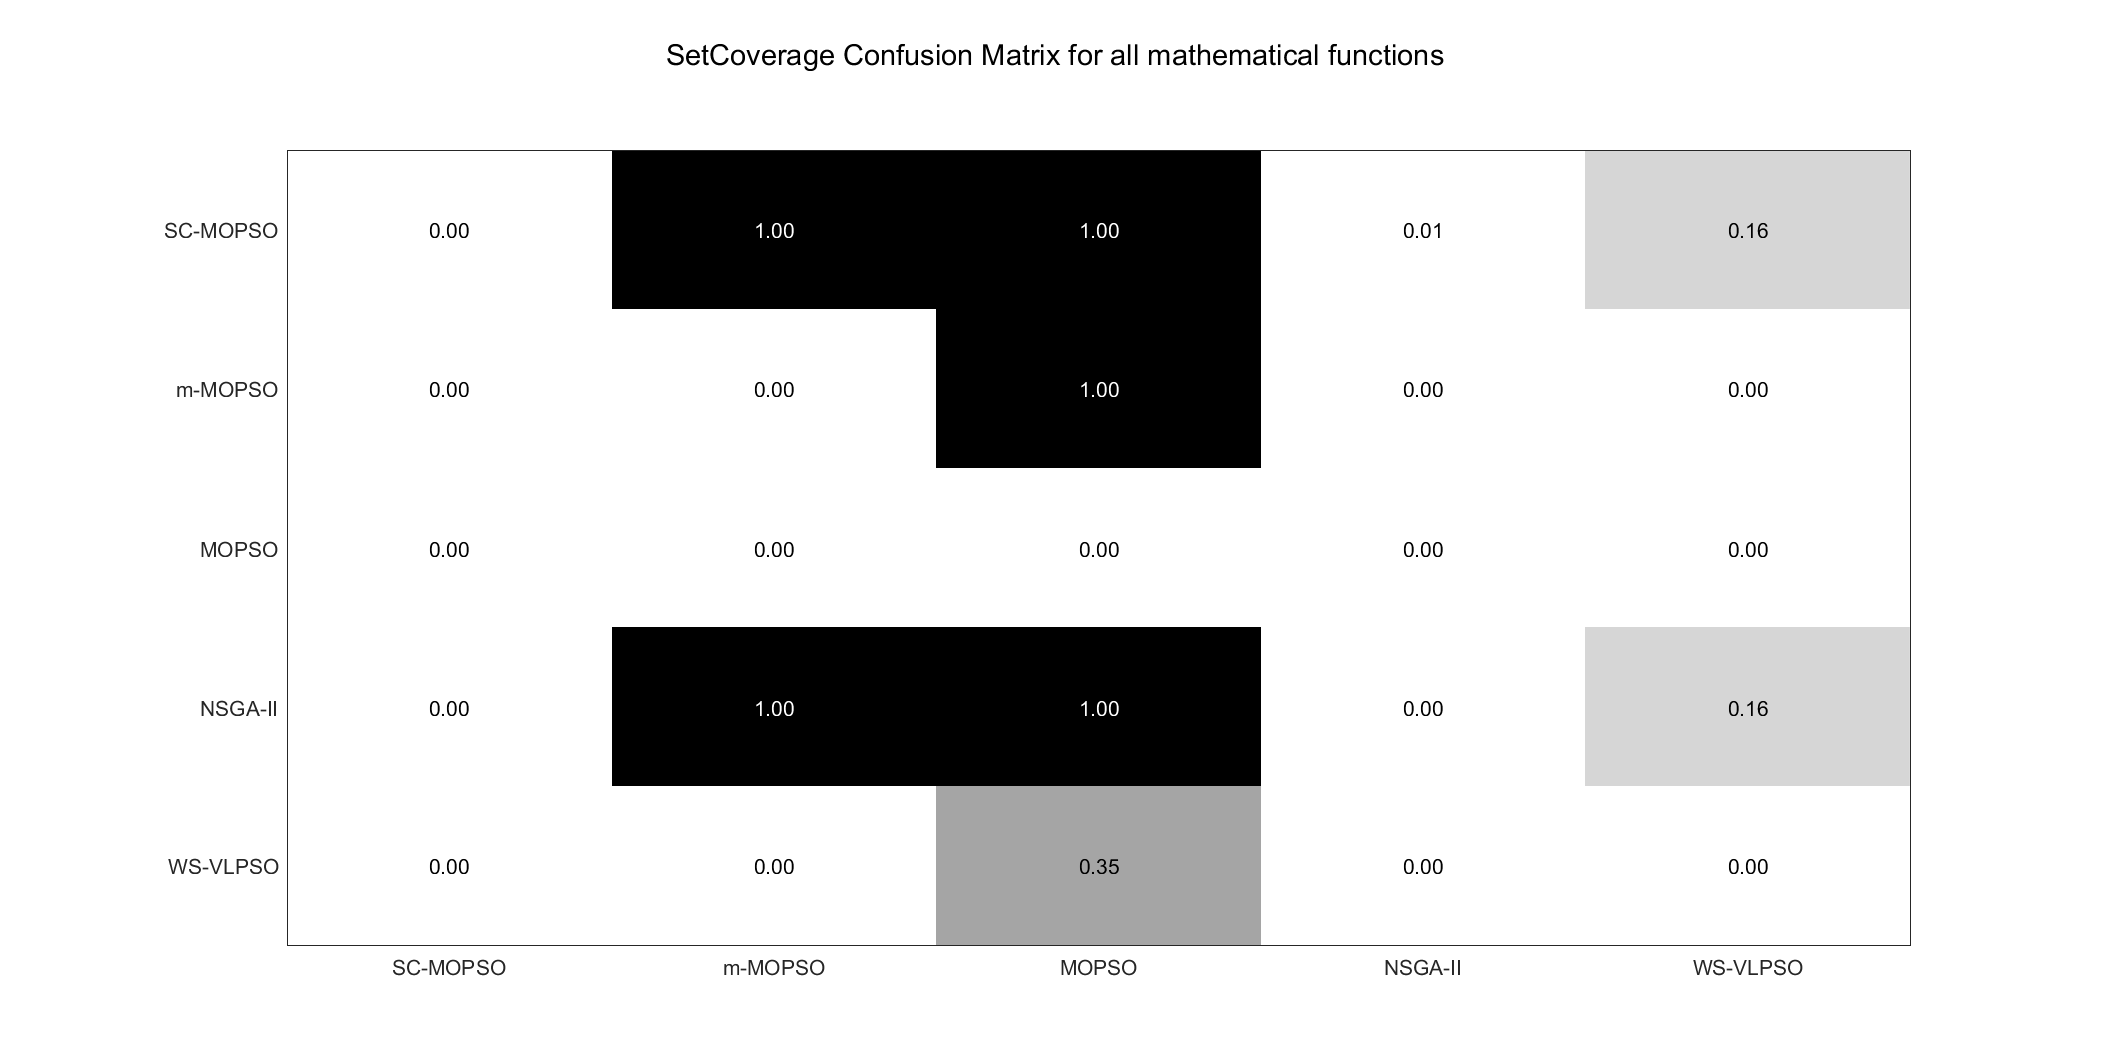 SetCoverage Confusion Matrix for all mathematical functions
SC-MOPSO 0.00 1.00 1.00 0.01 0.16
m-MOPSO 0.00 0.00 1.00 0.00 0.00
MOPSO 0.00 0.00 0.00 0.00 0.00
NSGA-II 0.00 1.00 1.00 0.00 0.16
WS-VLPSO 0.00 0.00 0.35 0.00 0.00
SC-MOPSO m-MOPSO MOPSO NSGA-II WS-VLPSO